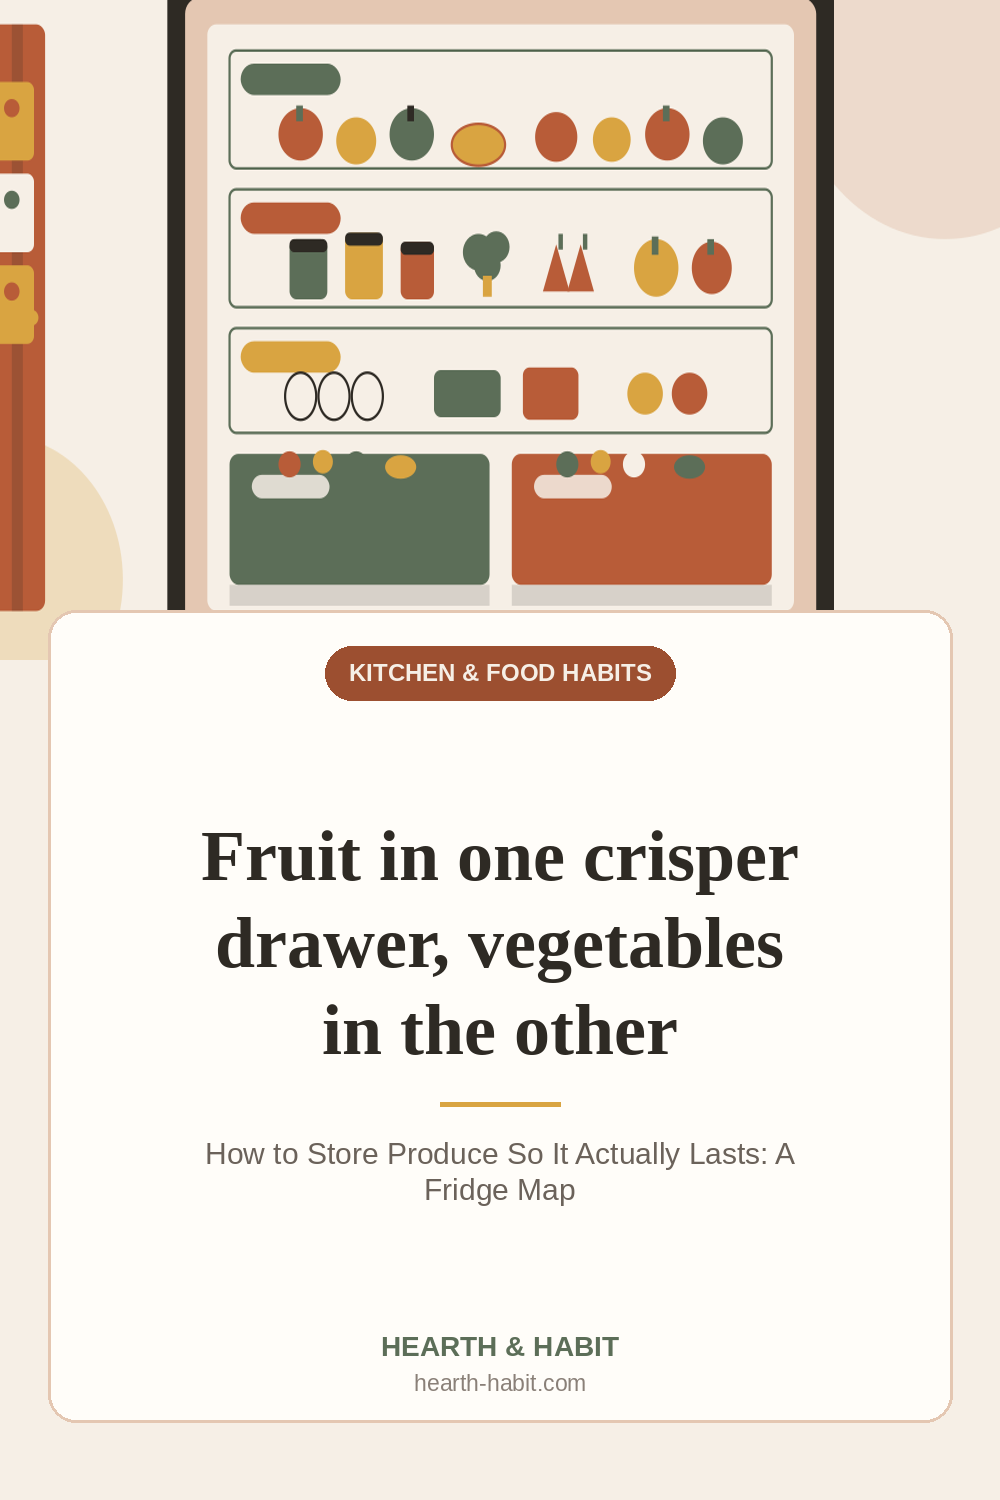 KITCHEN & FOOD HABITS
Fruit in one crisper
drawer, vegetables
in the other
How to Store Produce So It Actually Lasts: A
Fridge Map
HEARTH & HABIT
hearth-habit.com